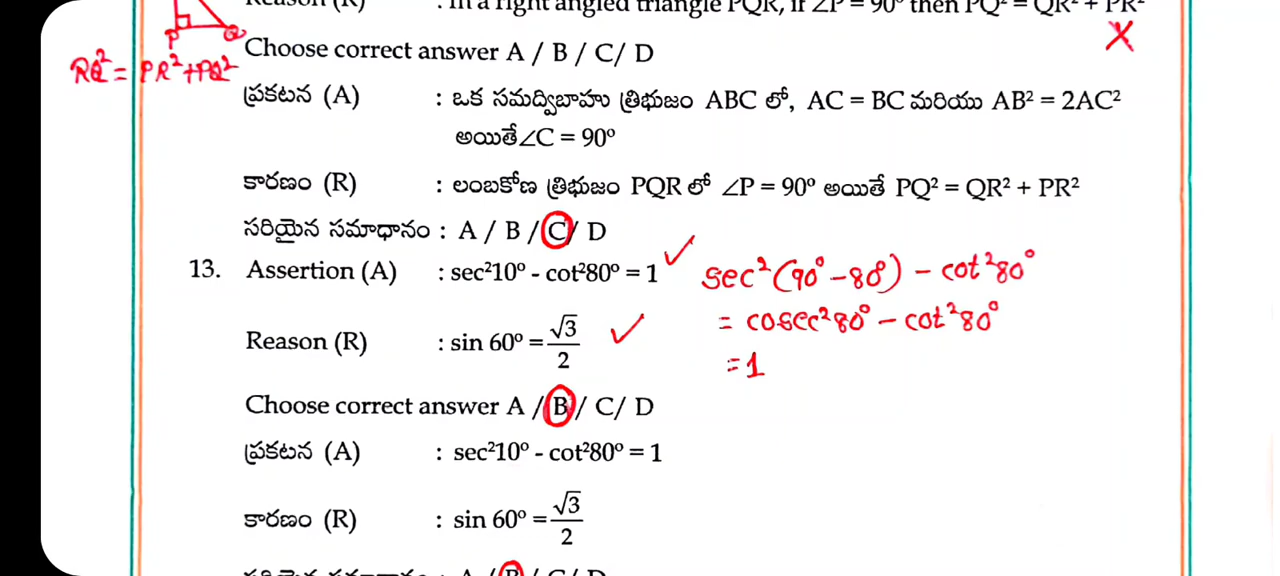 Reason (R) : In a right angled triangle PQR, if ∠P = 90° then PQ² = QR² + PR²
X
P Q
Choose correct answer A / B / C/ D
RQ² = PR² + PQ²
ప్రకటన (A) : ఒక సమద్విబాహు త్రిభుజం ABC లో, AC = BC మరియు AB² = 2AC²
అయితే ∠C = 90°
కారణం (R) : లంబకోణ త్రిభుజం PQR లో ∠P = 90° అయితే PQ² = QR² + PR²
సరియైన సమాధానం : A / B / C / D
13. Assertion (A) : sec²10° - cot²80° = 1 ✓ sec²(90° – 80°) – cot²80°
= cosec²80° – cot²80°
Reason (R) : sin 60° = √3/2 ✓
= 1
Choose correct answer A / B / C/ D
ప్రకటన (A) : sec²10° - cot²80° = 1
కారణం (R) : sin 60° = √3/2
సరియైన సమాధానం : A / B / C / D